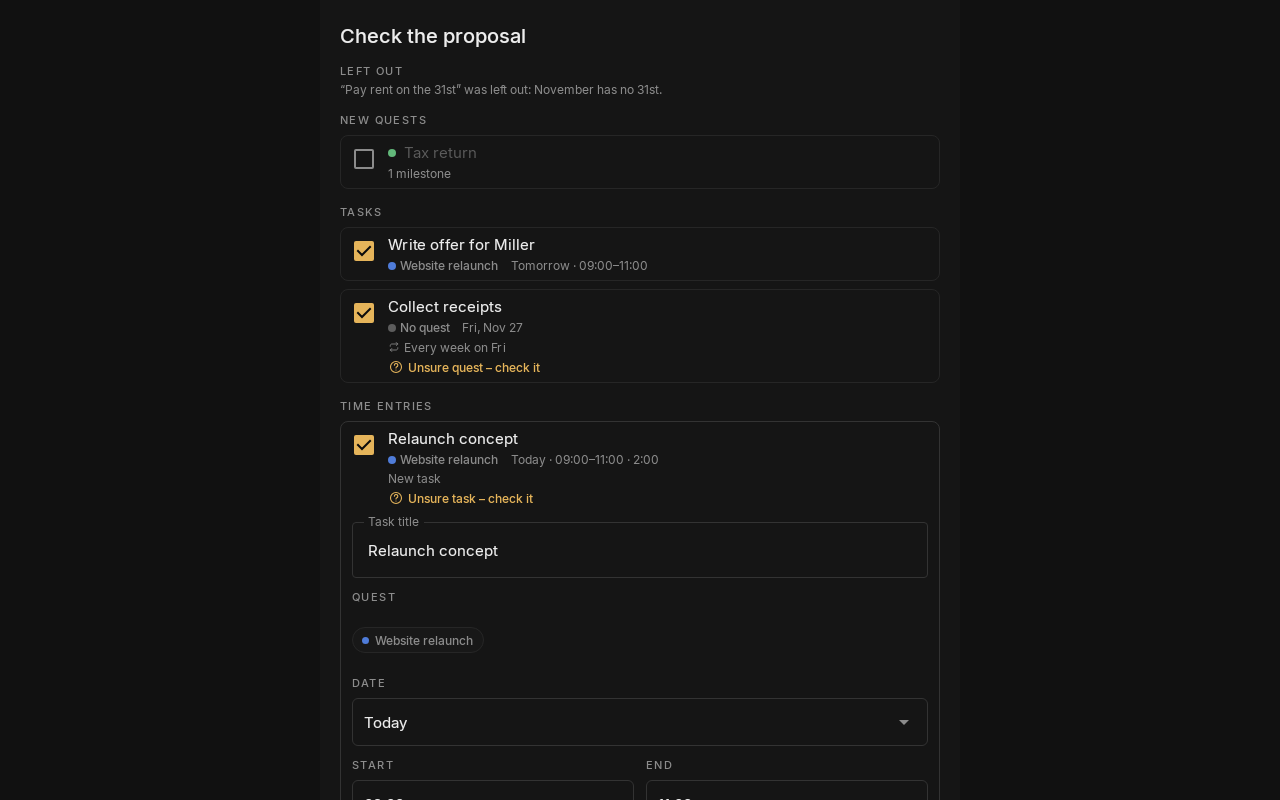 Check the proposal
LEFT OUT
“Pay rent on the 31st” was left out: November has no 31st.
NEW QUESTS
Tax return
1 milestone
TASKS
Write offer for Miller
Website relaunch Tomorrow · 09:00–11:00
Collect receipts
No quest Fri, Nov 27
Every week on Fri
Unsure quest – check it
TIME ENTRIES
Relaunch concept
Website relaunch Today · 09:00–11:00 · 2:00
New task
Unsure task – check it
Task title
Relaunch concept
QUEST
Website relaunch
DATE
Today
START END